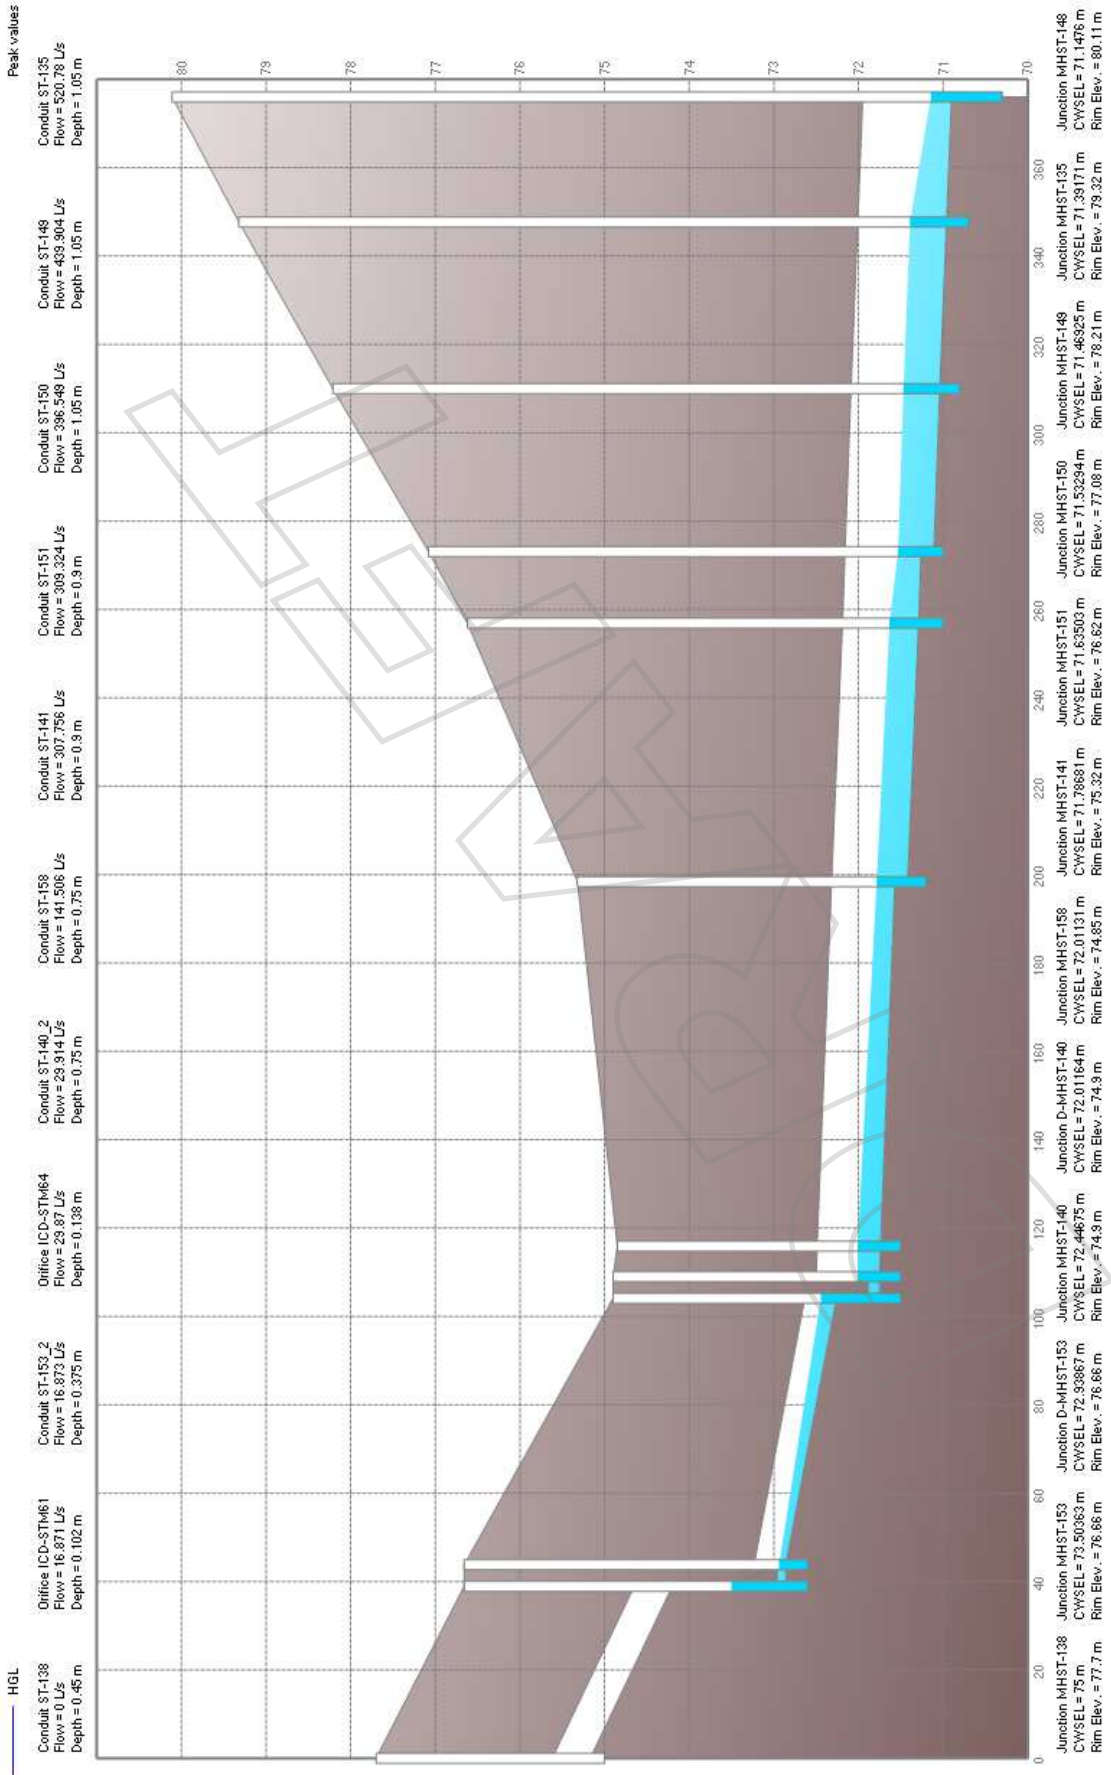 HGL
Peak values
Conduit ST-138
Flow = 0 L/s
Depth = 0.45 m
Orifice ICD-STM61
Flow = 16.871 L/s
Depth = 0.102 m
Conduit ST-153_2
Flow = 16.873 L/s
Depth = 0.375 m
Orifice ICD-STM64
Flow = 29.87 L/s
Depth = 0.138 m
Conduit ST-140_2
Flow = 29.914 L/s
Depth = 0.75 m
Conduit ST-158
Flow = 141.506 L/s
Depth = 0.75 m
Conduit ST-141
Flow = 307.756 L/s
Depth = 0.9 m
Conduit ST-151
Flow = 309.324 L/s
Depth = 0.9 m
Conduit ST-150
Flow = 396.549 L/s
Depth = 1.05 m
Conduit ST-149
Flow = 439.904 L/s
Depth = 1.05 m
Conduit ST-135
Flow = 520.78 L/s
Depth = 1.05 m
80
79
78
77
76
75
74
73
72
71
70
0
20
40
60
80
100
120
140
160
180
200
220
240
260
280
300
320
340
360
Junction MHST-138
CWSEL = 75 m
Rim Elev. = 77.7 m
Junction MHST-153
CWSEL = 73.50363 m
Rim Elev. = 76.66 m
Junction D-MHST-153
CWSEL = 72.93867 m
Rim Elev. = 76.66 m
Junction MHST-140
CWSEL = 72.44675 m
Rim Elev. = 74.9 m
Junction D-MHST-140
CWSEL = 72.01164 m
Rim Elev. = 74.9 m
Junction MHST-158
CWSEL = 72.01131 m
Rim Elev. = 74.85 m
Junction MHST-141
CWSEL = 71.78681 m
Rim Elev. = 75.32 m
Junction MHST-151
CWSEL = 71.63503 m
Rim Elev. = 76.62 m
Junction MHST-150
CWSEL = 71.53294 m
Rim Elev. = 77.08 m
Junction MHST-149
CWSEL = 71.46925 m
Rim Elev. = 78.21 m
Junction MHST-135
CWSEL = 71.39171 m
Rim Elev. = 79.32 m
Junction MHST-148
CWSEL = 71.1476 m
Rim Elev. = 80.11 m